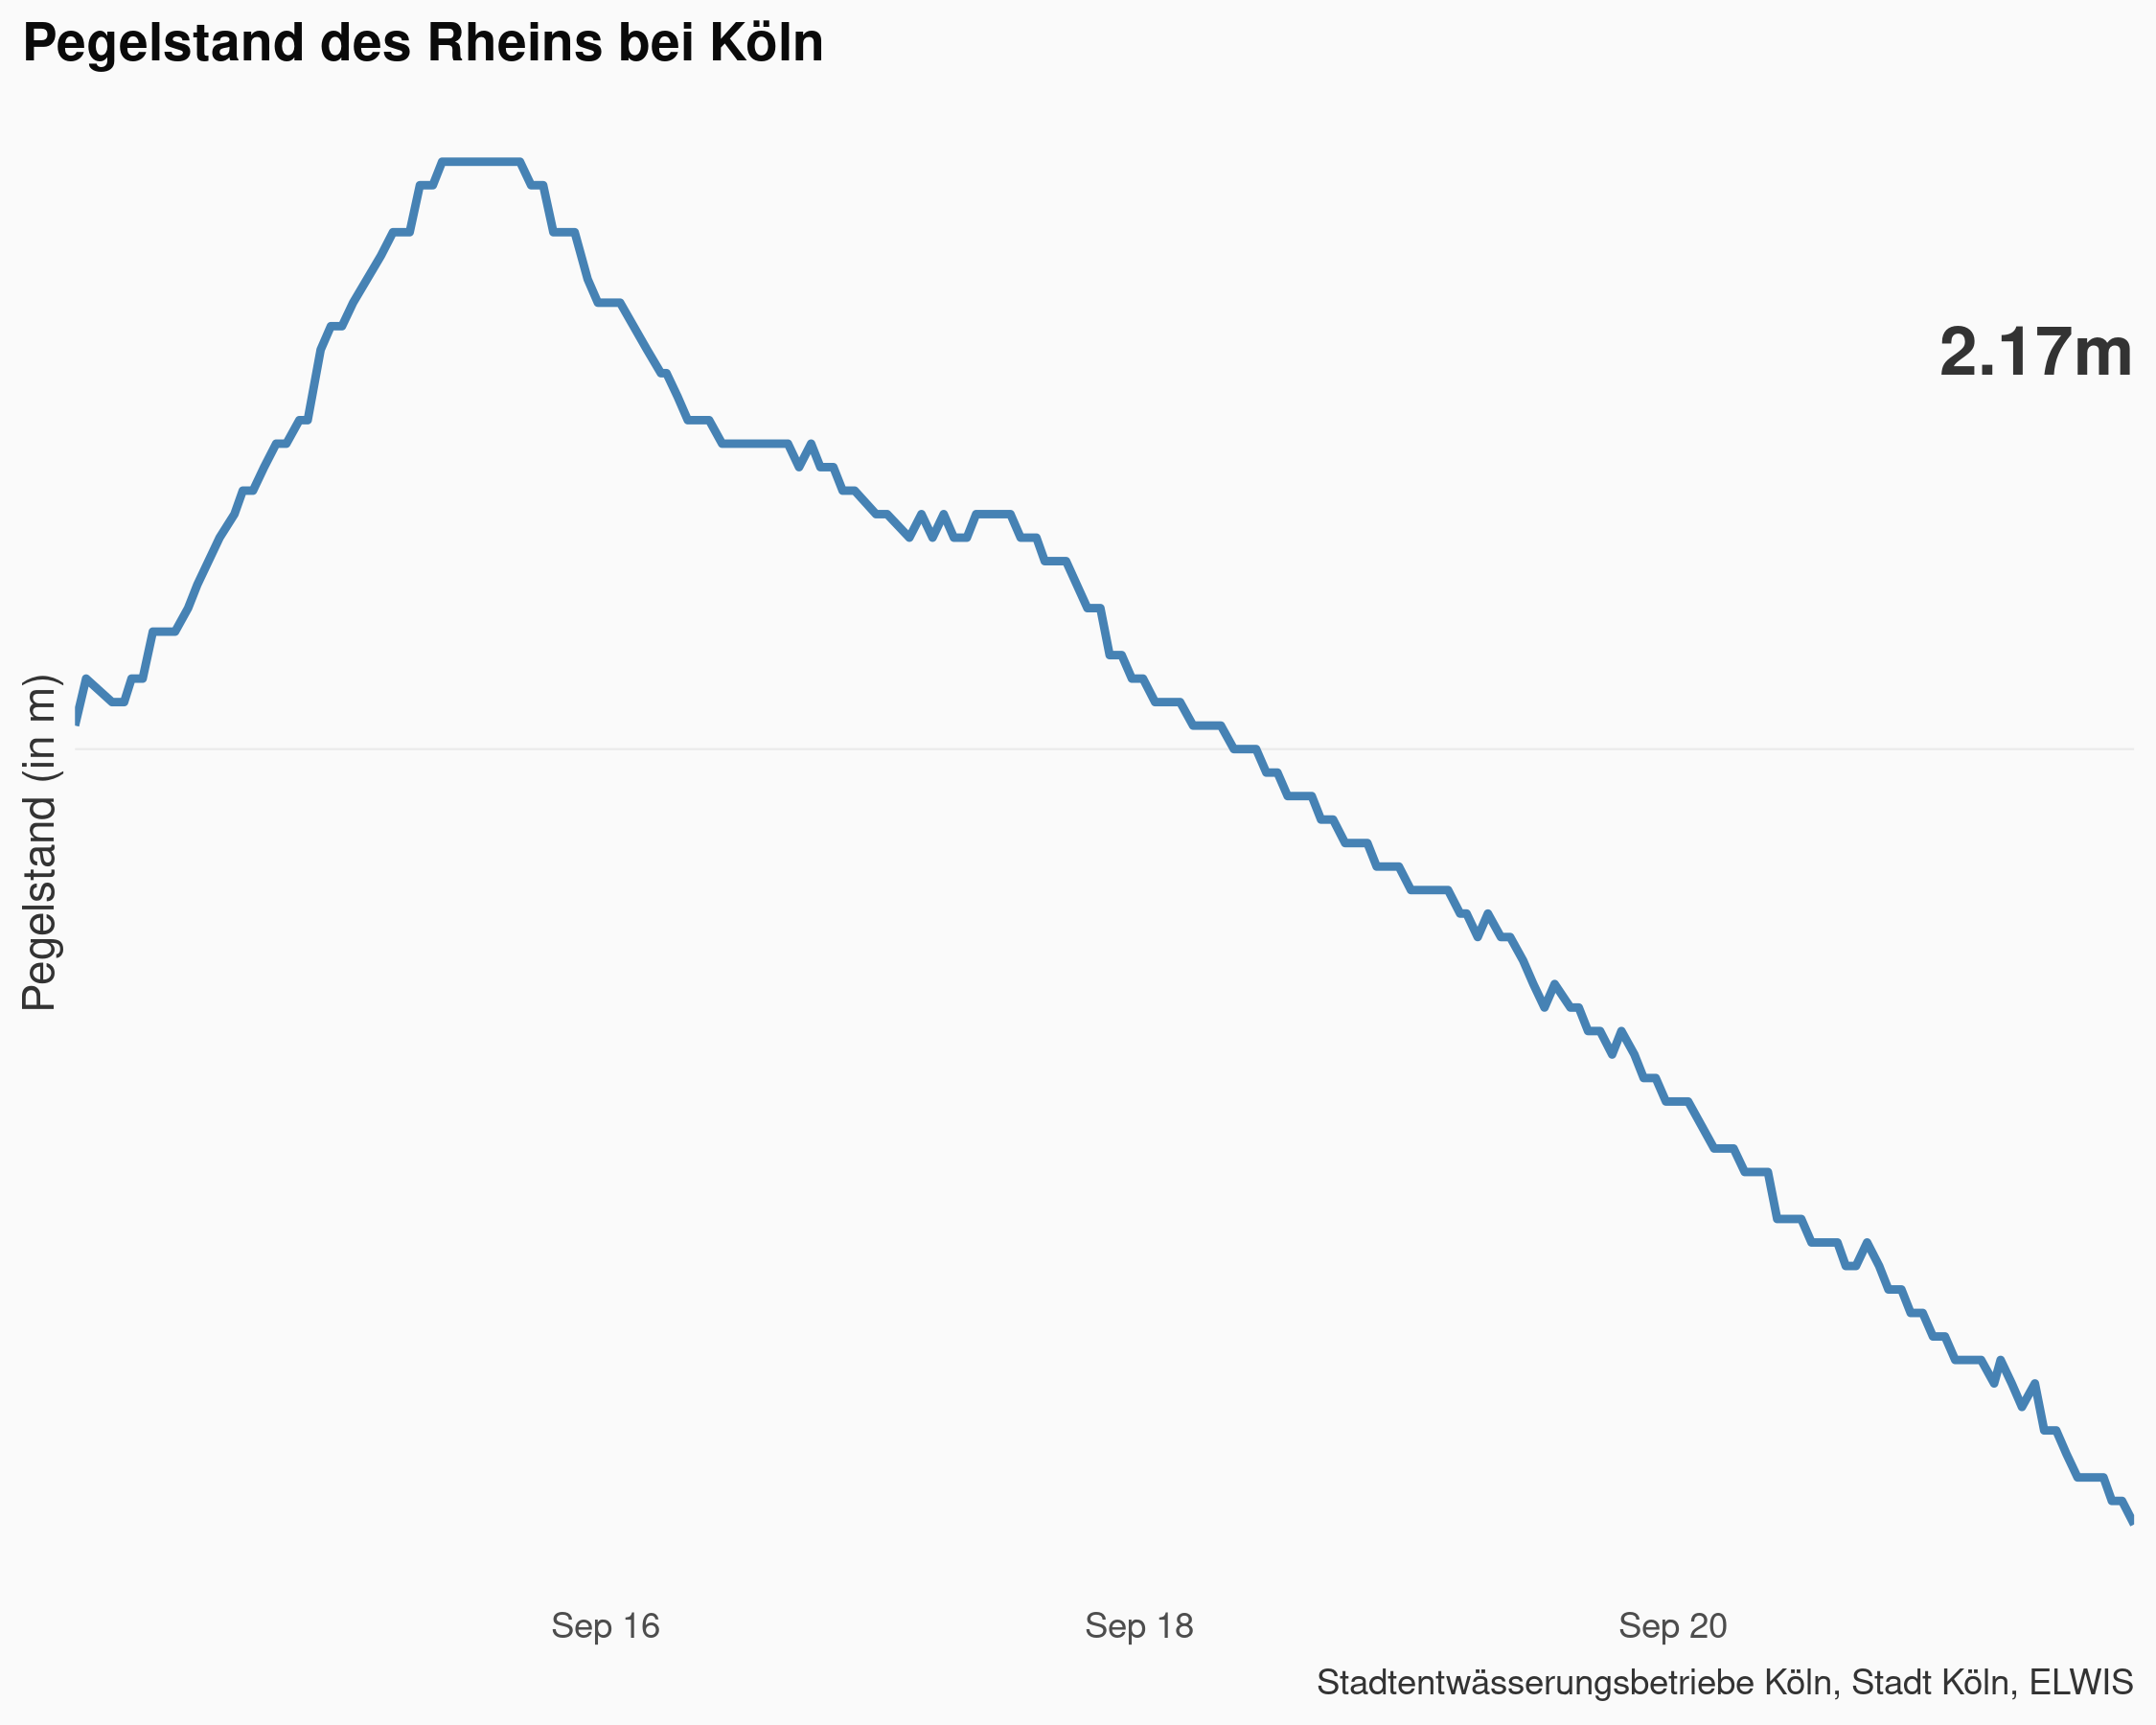 Pegelstand des Rheins bei Köln
2.17m
Pegelstand (in m)
Sep 16
Sep 18
Sep 20
Stadtentwässerungsbetriebe Köln, Stadt Köln, ELWIS